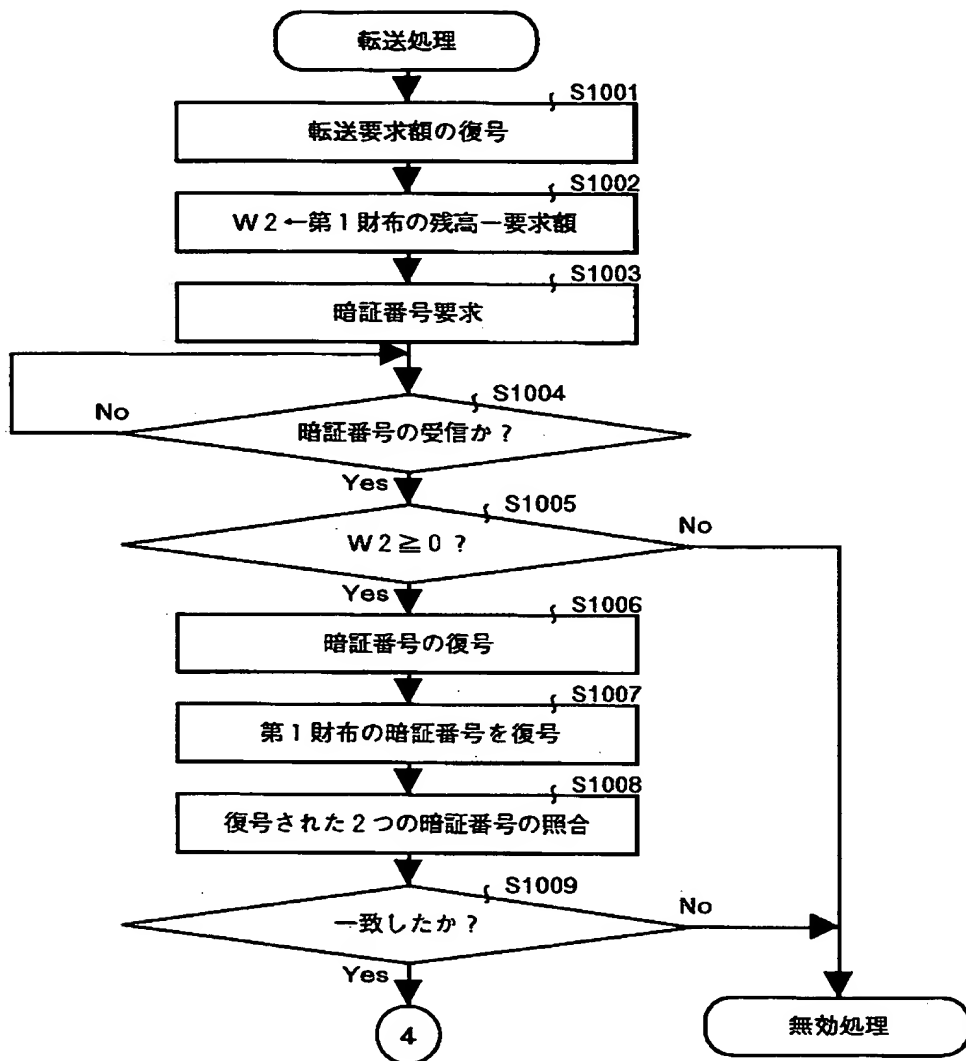 転送処理
S1001
転送要求額の復号
S1002
W2←第1財布の残高－要求額
S1003
暗証番号要求
S1004
No
暗証番号の受信か？
Yes
S1005
No
W2≧0？
Yes
S1006
暗証番号の復号
S1007
第1財布の暗証番号を復号
S1008
復号された2つの暗証番号の照合
S1009
No
一致したか？
Yes
4
無効処理